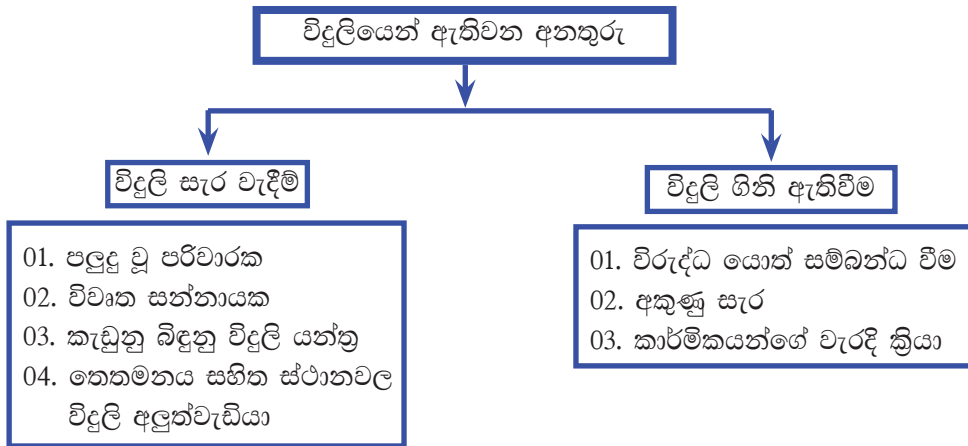 විදුලියෙන් ඇතිවන අනතුරු
විදුලි සැර වැදීම්
01. පලුදු වූ පරිවාරක
02. විවෘත සන්නායක
03. කැඩුනු බිඳුනු විදුලි යන්ත්‍ර
04. තෙතමනය සහිත ස්ථානවල
විදුලි අලුත්වැඩියා
විදුලි ගිනි ඇතිවීම
01. විරුද්ධ යොත් සම්බන්ධ වීම
02. අකුණු සැර
03. කාර්මිකයන්ගේ වැරදි ක්‍රියා